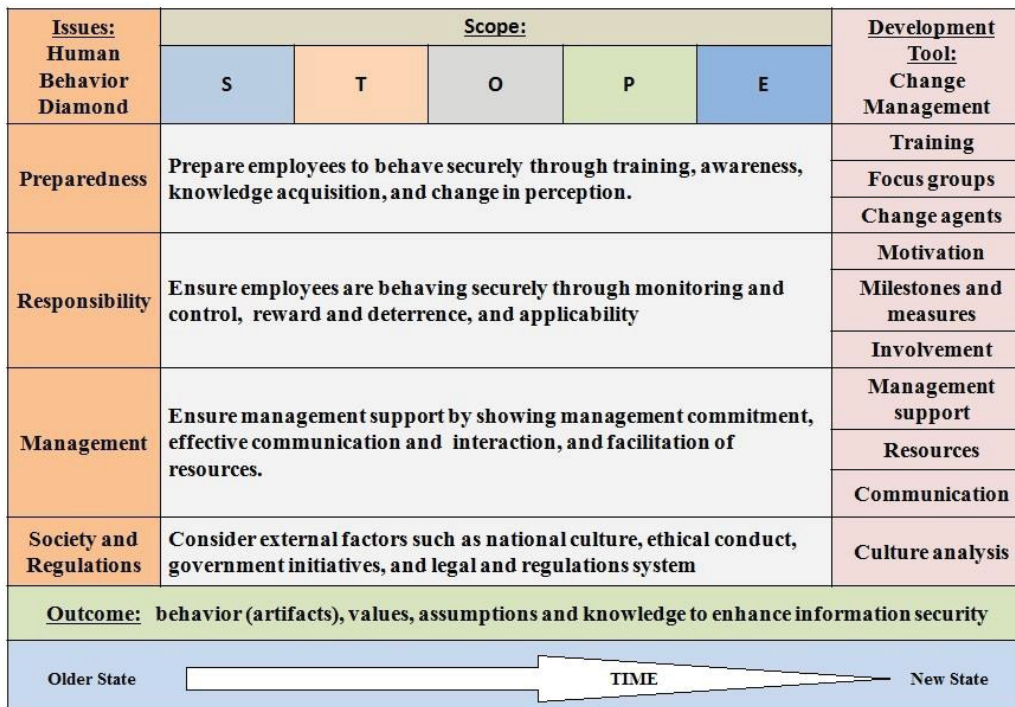 Issues:
Human
Behavior
Diamond
Scope:
S T O P E
Development
Tool:
Change
Management
Preparedness
Prepare employees to behave securely through training, awareness,
knowledge acquisition, and change in perception.
Training
Focus groups
Change agents
Responsibility
Ensure employees are behaving securely through monitoring and
control, reward and deterrence, and applicability
Motivation
Milestones and
measures
Involvement
Management
Ensure management support by showing management commitment,
effective communication and interaction, and facilitation of
resources.
Management
support
Resources
Communication
Society and
Regulations
Consider external factors such as national culture, ethical conduct,
government initiatives, and legal and regulations system
Culture analysis
Outcome: behavior (artifacts), values, assumptions and knowledge to enhance information security
Older State TIME New State